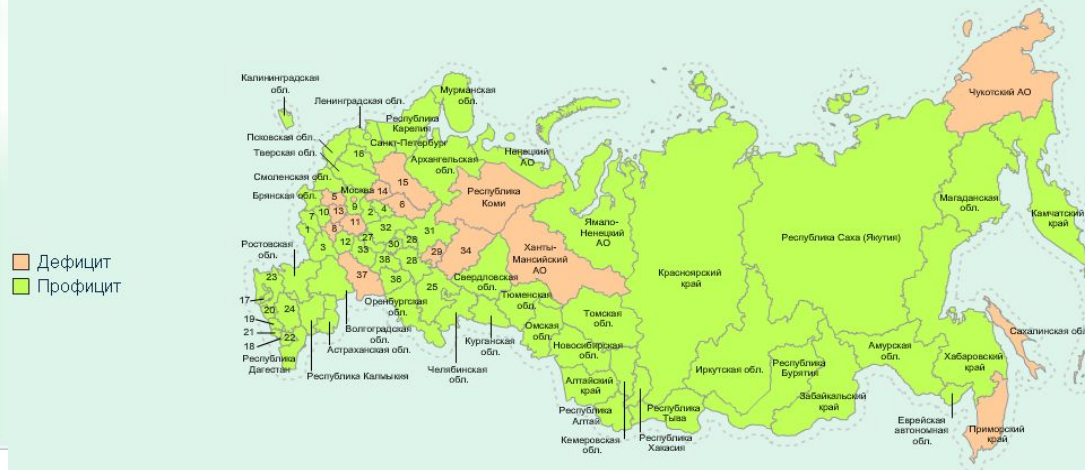 Дефицит
Профицит
Калининградская
обл.
Ленинградская обл.
Мурманская
обл.
Республика
Карелия
Псковская обл.
Санкт-Петербург
Тверская обл.
16
Архангельская
обл.
Ненецкий
АО
Смоленская обл.
Брянская обл.
Москва
14
15
5
9
2
4
6
7
10
13
1
8
11
32
31
3
12
27
33
30
28
29
34
38
28
37
36
25
Республика
Коми
Ямало-
Ненецкий
АО
Ханты-
Мансийский
АО
Ростовская
обл.
23
17
20
24
19
21
18
22
Республика
Дагестан
Республика Калмыкия
Астраханская обл.
Волгоградская
обл.
Оренбургская
обл.
Свердловская
обл.
Тюменская
обл.
Челябинская
обл.
Курганская
обл.
Омская
обл.
Томская
обл.
Новосибирская
обл.
Алтайский
край
Республика
Алтай
Кемеровская
обл.
Республика
Хакасия
Республика
Тыва
Красноярский
край
Иркутская обл.
Республика
Бурятия
Забайкальский
край
Республика Саха (Якутия)
Амурская
обл.
Хабаровский
край
Еврейская
автономная
обл.
Приморский
край
Сахалинская обл
Магаданская
обл.
Камчатский
край
Чукотский АО